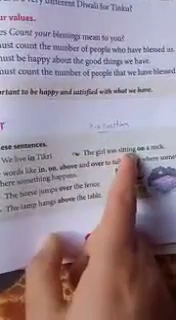 very different Diwali for Tinku?
ur values.
es Count your blessings mean to you?
ust count the number of people who have blessed us.
ust be happy about the good things we have.
ust count the number of people that we have blessed.
ortant to be happy and satisfied with what we have.
ese sentences.
We live in Tikri
The girl was sitting on a rock.
words like in, on, above and over to
where some
here something happens.
The horse jumps over the fence.
The lamp hangs above the table.